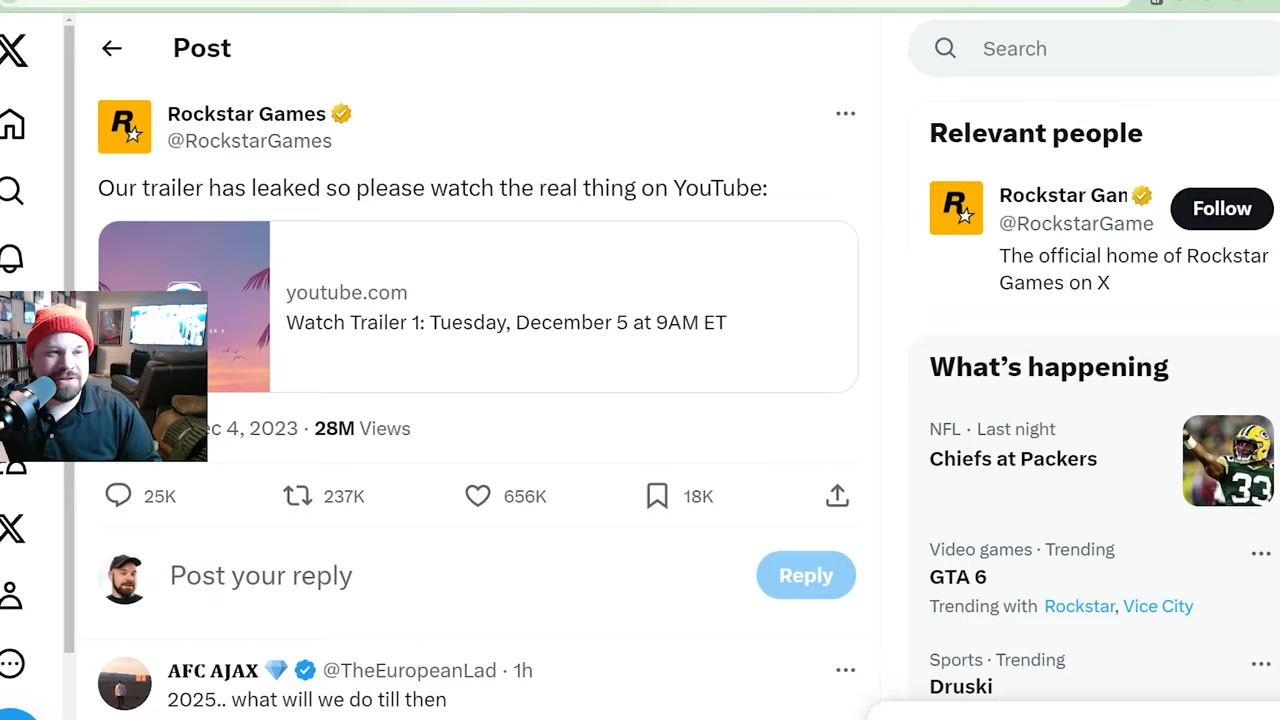 Post
Rockstar Games
@RockstarGames
Our trailer has leaked so please watch the real thing on YouTube:
youtube.com
Watch Trailer 1: Tuesday, December 5 at 9AM ET
4, 2023 · 28M Views
25K 237K 656K 18K
Post your reply
Reply
AFC AJAX 💎 @TheEuropeanLad · 1h
2025.. what will we do till then
Search
Relevant people
Rockstar Gan
@RockstarGame
Follow
The official home of Rockstar
Games on X
What's happening
NFL · Last night
Chiefs at Packers
33
Video games · Trending
GTA 6
Trending with Rockstar, Vice City
Sports · Trending
Druski